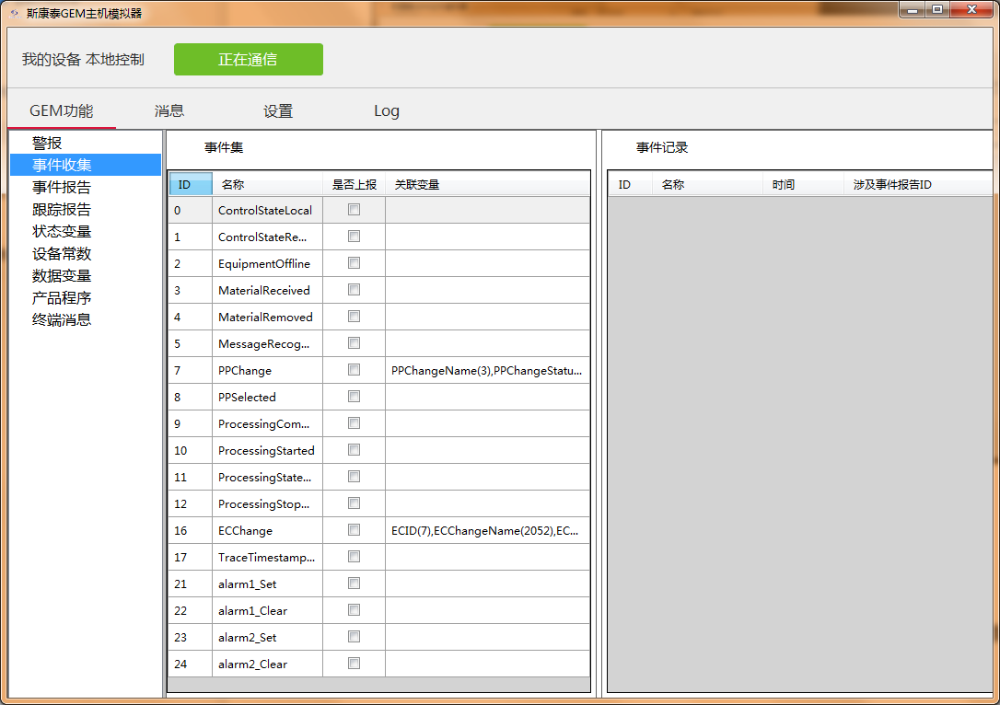 斯康泰GEM主机模拟器
我的设备 本地控制 正在通信
GEM功能 消息 设置 Log
警报
事件收集
事件报告
跟踪报告
状态变量
设备常数
数据变量
产品程序
终端消息
事件集
ID 名称 是否上报 关联变量
0 ControlStateLocal
1 ControlStateRe...
2 EquipmentOffline
3 MaterialReceived
4 MaterialRemoved
5 MessageRecog...
7 PPChange PPChangeName(3),PPChangeStatu...
8 PPSelected
9 ProcessingCom...
10 ProcessingStarted
11 ProcessingState...
12 ProcessingStop...
16 ECChange ECID(7),ECChangeName(2052),EC...
17 TraceTimestamp...
21 alarm1_Set
22 alarm1_Clear
23 alarm2_Set
24 alarm2_Clear
事件记录
ID 名称 时间 涉及事件报告ID